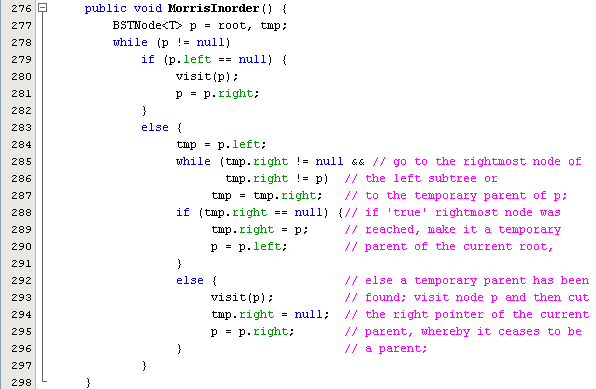 276 public void MorrisInorder() {
277 BSTNode<T> p = root, tmp;
278 while (p != null)
279 if (p.left == null) {
280 visit(p);
281 p = p.right;
282 }
283 else {
284 tmp = p.left;
285 while (tmp.right != null && // go to the rightmost node of
286 tmp.right != p) // the left subtree or
287 tmp = tmp.right; // to the temporary parent of p;
288 if (tmp.right == null) {// if 'true' rightmost node was
289 tmp.right = p; // reached, make it a temporary
290 p = p.left; // parent of the current root,
291 }
292 else { // else a temporary parent has been
293 visit(p); // found; visit node p and then cut
294 tmp.right = null; // the right pointer of the current
295 p = p.right; // parent, whereby it ceases to be
296 } // a parent;
297 }
298 }